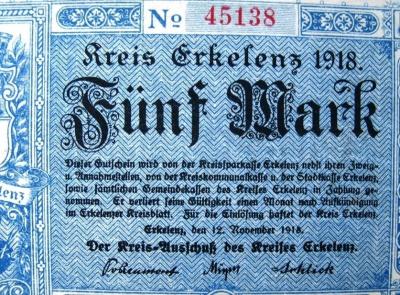 No 45138
Kreis Erkelenz 1918.
Fünf Mark
Dieser Gutschein wird von der Kreissparkasse Erkelenz nebst ihren Zweig-
u. Annahmestellen, von der Kreiskommunalkasse u. der Stadtkasse Erkelenz,
sowie sämtlichen Gemeindekassen des Kreises Erkelenz in Zahlung ge-
nommen. Er verliert seine Gültigkeit einen Monat nach Aufkündigung
im Erkelenzer Kreisblatt. Für die Einlösung haftet der Kreis Erkelenz.
Erkelenz, den 12. November 1918.
Der Kreis-Ausschuß des Kreises Erkelenz.
lenz